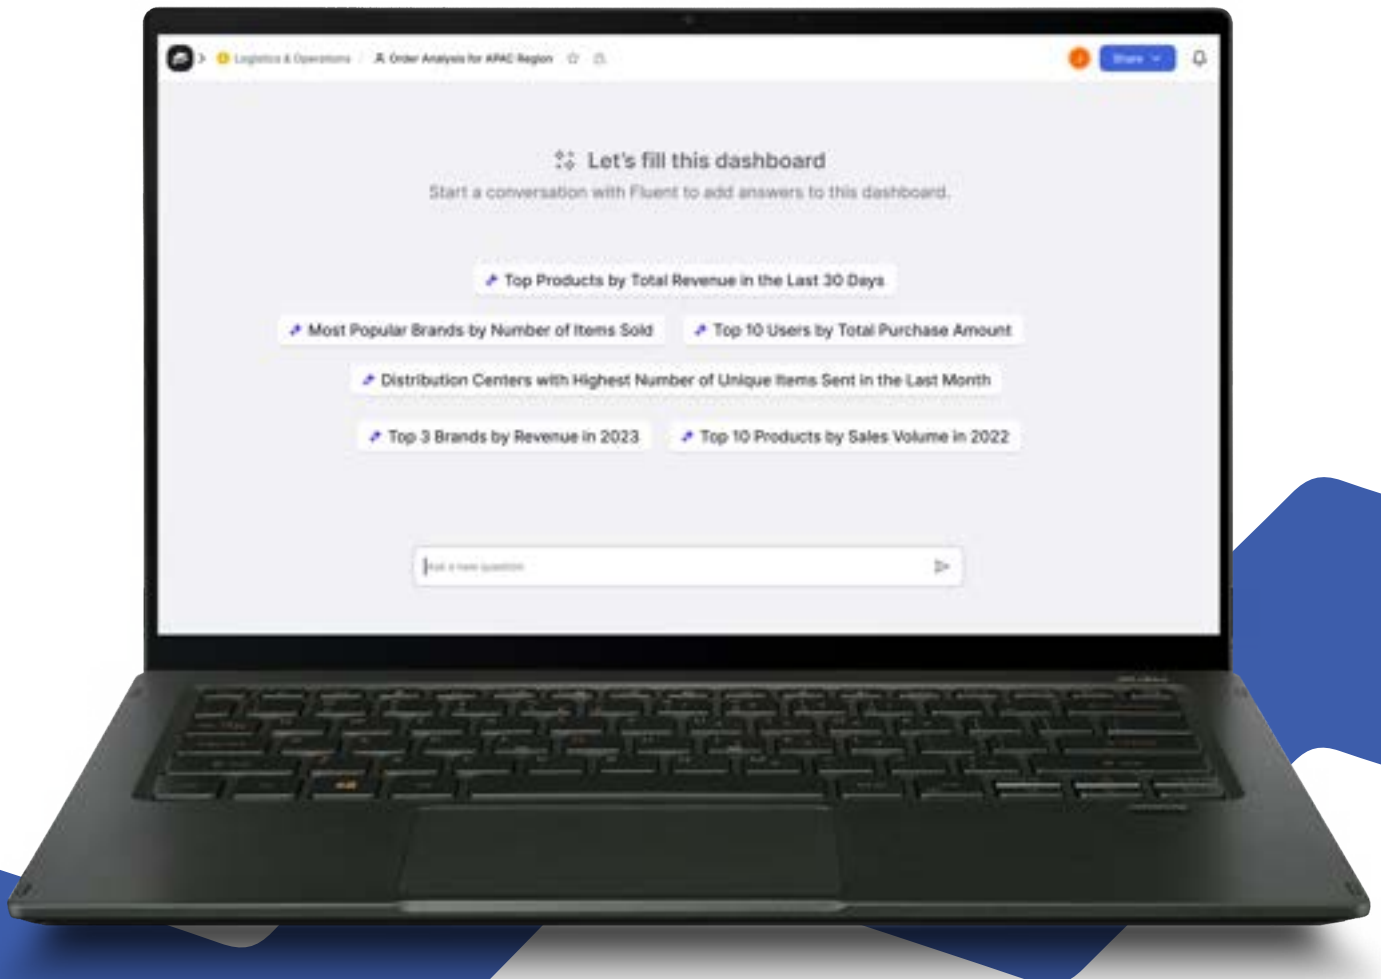 Logistics & Operations / Order Analysis for APAC Region
Share
Let's fill this dashboard
Start a conversation with Fluent to add answers to this dashboard.
Top Products by Total Revenue in the Last 30 Days
Most Popular Brands by Number of Items Sold
Top 10 Users by Total Purchase Amount
Distribution Centers with Highest Number of Unique Items Sent in the Last Month
Top 3 Brands by Revenue in 2023
Top 10 Products by Sales Volume in 2022
Ask a new question